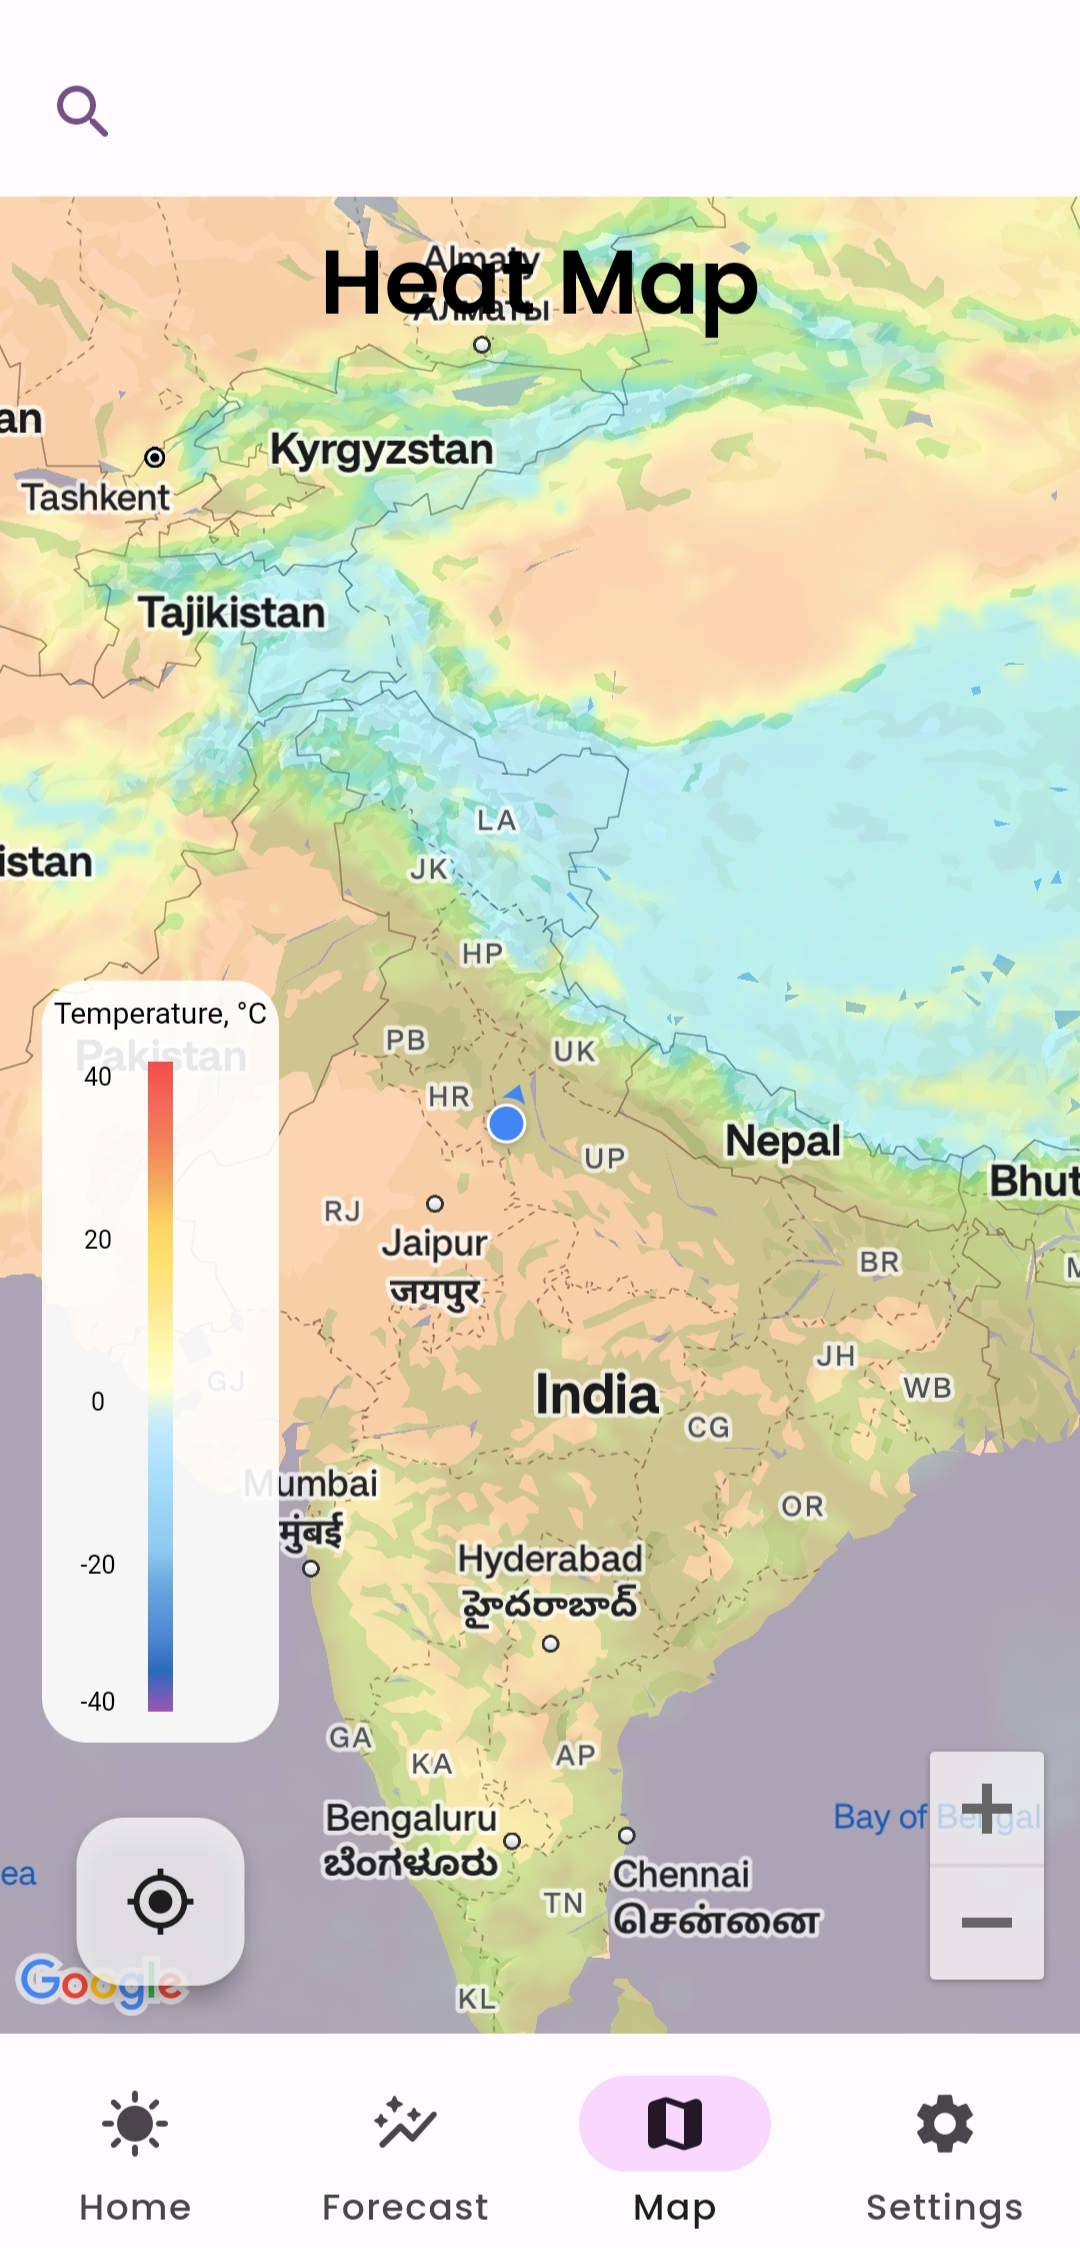 Almaty
Heat Map
Алматы
an
Kyrgyzstan
Tashkent
Tajikistan
LA
istan
JK
HP
Temperature, °C
PB
Pakistan
UK
40
HR
Nepal
UP
Bhut
RJ
20
Jaipur
BR
M
जयपुर
JH
GJ
India
WB
0
CG
Mumbai
OR
मुंबई
Hyderabad
-20
హైదరాబాద్
-40
GA
KA
AP
Bengaluru
Bay of Bengal
ಬೆಂಗಳೂರು
ea
Chennai
TN
சென்னை
Google
KL
Home
Forecast
Map
Settings